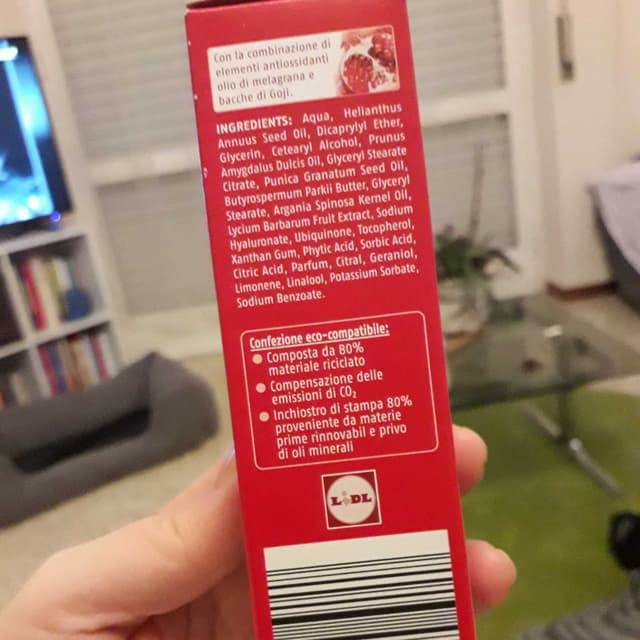 Con la combinazione di
elementi antiossidanti
olio di melagrana e
bacche di Goji.
INGREDIENTS: Aqua, Helianthus
Annuus Seed Oil, Dicaprylyl Ether,
Glycerin, Cetearyl Alcohol, Prunus
Amygdalus Dulcis Oil, Glyceryl Stearate
Citrate, Punica Granatum Seed Oil,
Butyrospermum Parkii Butter, Glyceryl
Stearate, Argania Spinosa Kernel Oil,
Lycium Barbarum Fruit Extract, Sodium
Hyaluronate, Ubiquinone, Tocopherol,
Xanthan Gum, Phytic Acid, Sorbic Acid,
Citric Acid, Parfum, Citral, Geraniol,
Limonene, Linalool, Potassium Sorbate,
Sodium Benzoate.
Confezione eco-compatibile:
Composta da 80%
materiale riciclato
Compensazione delle
emissioni di CO₂
Inchiostro di stampa 80%
proveniente da materie
prime rinnovabili e privo
di oli minerali
LIDL